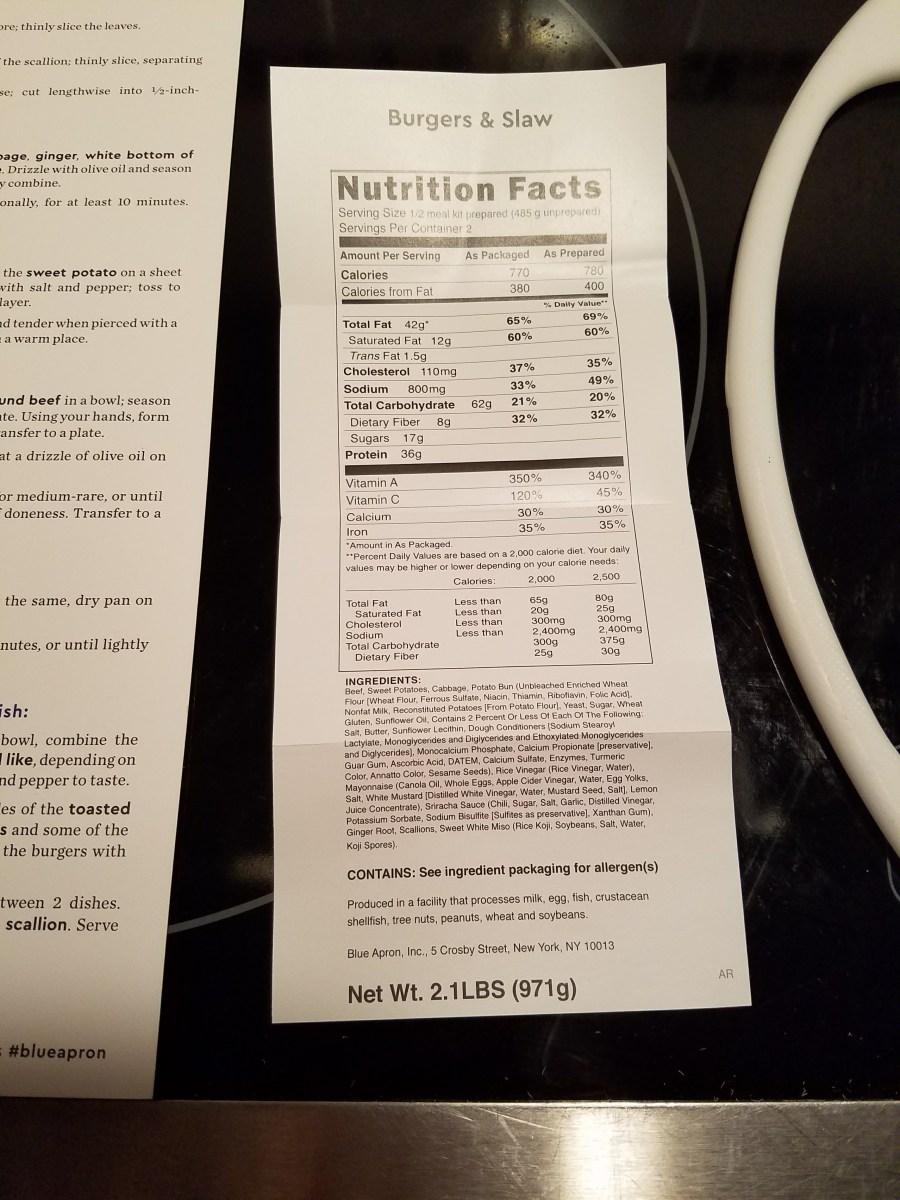 ore; thinly slice the leaves.
the scallion; thinly slice, separating
se; cut lengthwise into ½-inch-
bage, ginger, white bottom of
. Drizzle with olive oil and season
y combine.
onally, for at least 10 minutes.
the sweet potato on a sheet
with salt and pepper; toss to
layer.
nd tender when pierced with a
a warm place.
und beef in a bowl; season
te. Using your hands, form
ansfer to a plate.
at a drizzle of olive oil on
or medium-rare, or until
doneness. Transfer to a
the same, dry pan on
nutes, or until lightly
ish:
bowl, combine the
like, depending on
nd pepper to taste.
es of the toasted
s and some of the
the burgers with
tween 2 dishes.
scallion. Serve
#blueapron
Burgers & Slaw
Nutrition Facts
Serving Size 1/2 meal kit prepared (485 g unprepared)
Servings Per Container 2
Amount Per Serving As Packaged As Prepared
Calories 770 780
Calories from Fat 380 400
% Daily Value**
Total Fat 42g* 65% 69%
Saturated Fat 12g 60% 60%
Trans Fat 1.5g
Cholesterol 110mg 37% 35%
Sodium 800mg 33% 49%
Total Carbohydrate 62g 21% 20%
Dietary Fiber 8g 32% 32%
Sugars 17g
Protein 36g
Vitamin A 350% 340%
Vitamin C 120% 45%
Calcium 30% 30%
Iron 35% 35%
*Amount in As Packaged.
**Percent Daily Values are based on a 2,000 calorie diet. Your daily
values may be higher or lower depending on your calorie needs:
Calories: 2,000 2,500
Total Fat Less than 65g 80g
Saturated Fat Less than 20g 25g
Cholesterol Less than 300mg 300mg
Sodium Less than 2,400mg 2,400mg
Total Carbohydrate 300g 375g
Dietary Fiber 25g 30g
INGREDIENTS:
Beef, Sweet Potatoes, Cabbage, Potato Bun (Unbleached Enriched Wheat
Flour [Wheat Flour, Ferrous Sulfate, Niacin, Thiamin, Riboflavin, Folic Acid],
Nonfat Milk, Reconstituted Potatoes [From Potato Flour], Yeast, Sugar, Wheat
Gluten, Sunflower Oil, Contains 2 Percent Or Less Of Each Of The Following:
Salt, Butter, Sunflower Lecithin, Dough Conditioners [Sodium Stearoyl
Lactylate, Monoglycerides and Diglycerides and Ethoxylated Monoglycerides
and Diglycerides], Monocalcium Phosphate, Calcium Propionate [preservative],
Guar Gum, Ascorbic Acid, DATEM, Calcium Sulfate, Enzymes, Turmeric
Color, Annatto Color, Sesame Seeds), Rice Vinegar (Rice Vinegar, Water),
Mayonnaise (Canola Oil, Whole Eggs, Apple Cider Vinegar, Water, Egg Yolks,
Salt, White Mustard [Distilled White Vinegar, Water, Mustard Seed, Salt], Lemon
Juice Concentrate), Sriracha Sauce (Chili, Sugar, Salt, Garlic, Distilled Vinegar,
Potassium Sorbate, Sodium Bisulfite [Sulfites as preservative], Xanthan Gum),
Ginger Root, Scallions, Sweet White Miso (Rice Koji, Soybeans, Salt, Water,
Koji Spores).
CONTAINS: See ingredient packaging for allergen(s)
Produced in a facility that processes milk, egg, fish, crustacean
shellfish, tree nuts, peanuts, wheat and soybeans.
Blue Apron, Inc., 5 Crosby Street, New York, NY 10013
AR
Net Wt. 2.1LBS (971g)